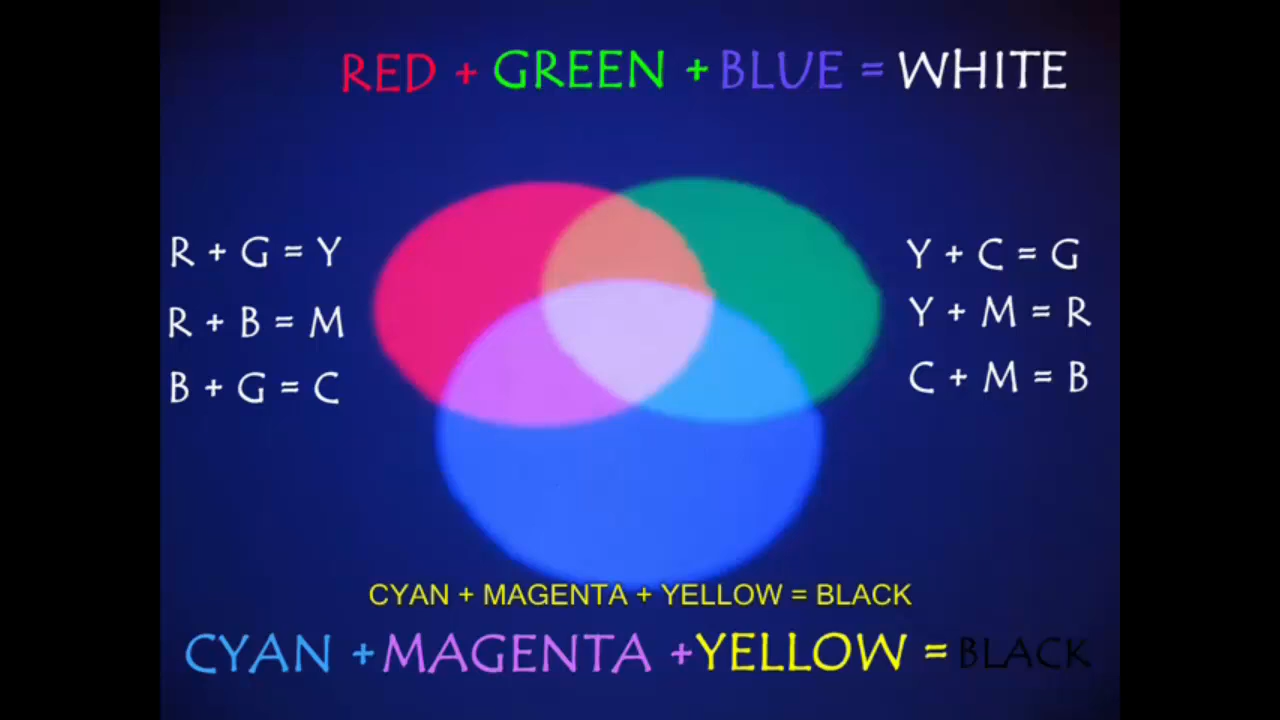 RED + GREEN + BLUE = WHITE
R + G = Y
R + B = M
B + G = C
Y + C = G
Y + M = R
C + M = B
CYAN + MAGENTA + YELLOW = BLACK
CYAN + MAGENTA + YELLOW = BLACK